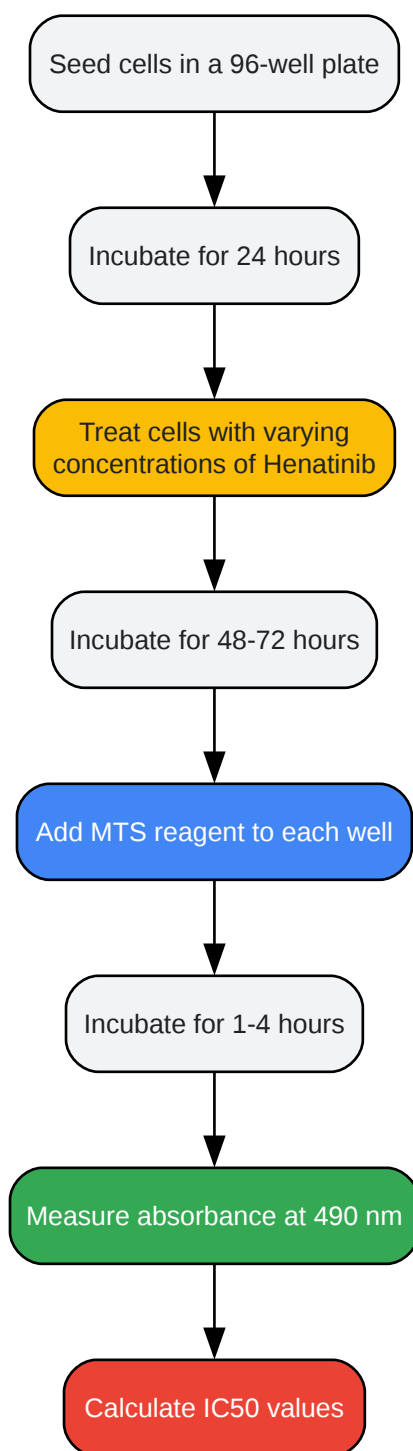 Seed cells in a 96-well plate
Incubate for 24 hours
Treat cells with varying
concentrations of Henatinib
Incubate for 48-72 hours
Add MTS reagent to each well
Incubate for 1-4 hours
Measure absorbance at 490 nm
Calculate IC50 values